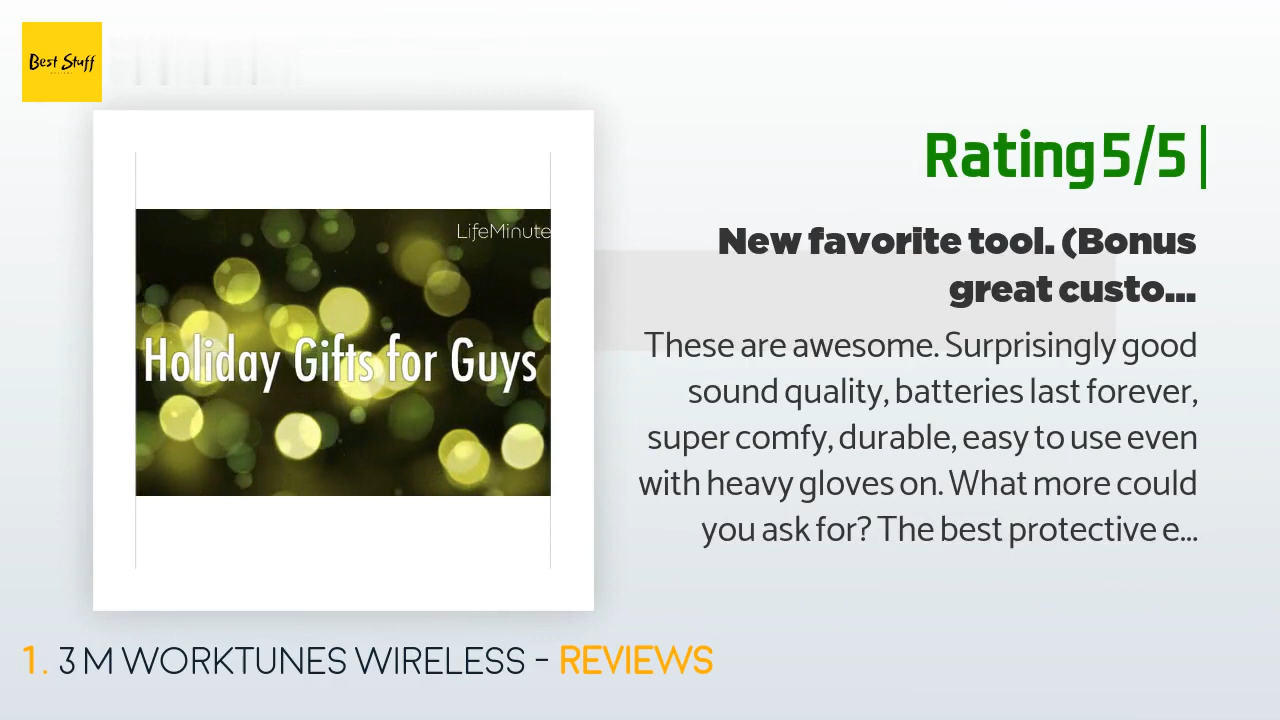 Best Stuff
Rating 5/5
LifeMinute
Holiday Gifts for Guys
New favorite tool. (Bonus
great custo...
These are awesome. Surprisingly good
sound quality, batteries last forever,
super comfy, durable, easy to use even
with heavy gloves on. What more could
you ask for? The best protective e...
1. 3M WORKTUNES WIRELESS - REVIEWS